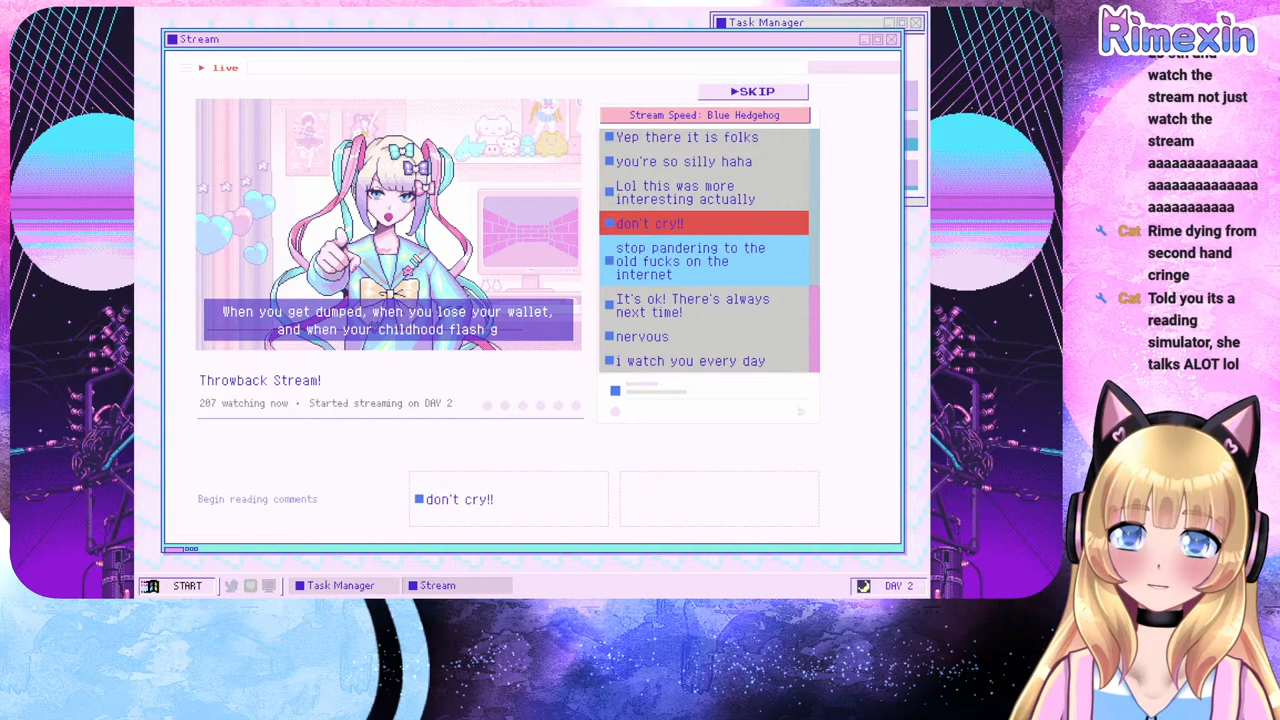 Task Manager
Stream
live
SKIP
Stream Speed: Blue Hedgehog
Yep there it is folks
you're so silly haha
Lol this was more
interesting actually
don't cry!!
stop pandering to the
old fucks on the
internet
It's ok! There's always
next time!
nervous
i watch you every day
When you get dumped, when you lose your wallet,
and when your childhood flash g
Throwback Stream!
207 watching now • Started streaming on DAY 2
Begin reading comments
don't cry!!
START
Task Manager
Stream
DAY 2
Rimexin
watch the
stream not just
watch the
stream
aaaaaaaaaaaaaa
aaaaaaaaaaaaaa
aaaaaaaaaaa
Cat Rime dying from
second hand
cringe
Cat Told you its a
reading
simulator, she
talks ALOT lol